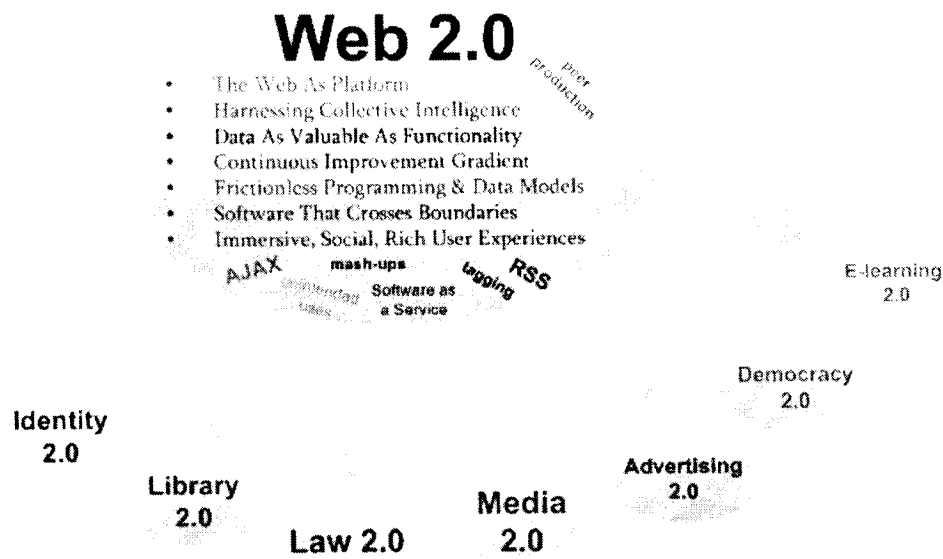 Web 2.0
peer
production
• The Web As Platform
• Harnessing Collective Intelligence
• Data As Valuable As Functionality
• Continuous Improvement Gradient
• Frictionless Programming & Data Models
• Software That Crosses Boundaries
• Immersive, Social, Rich User Experiences
AJAX
mash-ups
tagging
RSS
unintended
uses
Software as
a Service
E-learning
2.0
Democracy
2.0
Identity
2.0
Advertising
2.0
Library
2.0
Media
2.0
Law 2.0